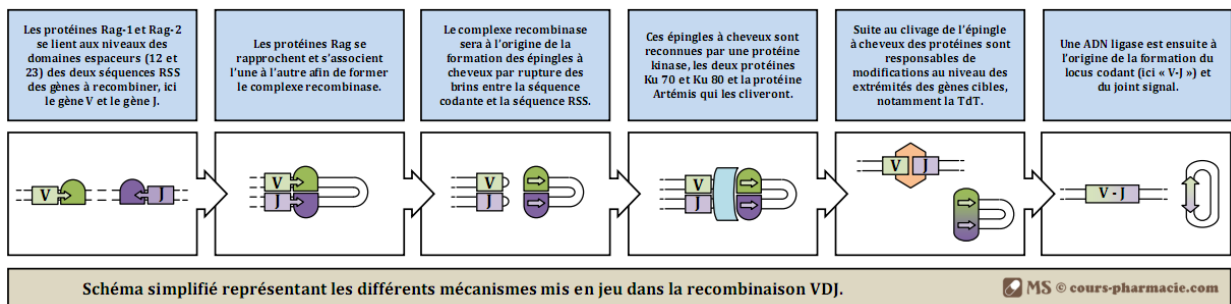 Les protéines Rag-1 et Rag-2
se lient aux niveaux des
domaines espaceurs (12 et
23) des deux séquences RSS
des gènes à recombiner, ici
le gène V et le gène J.
Les protéines Rag se
rapprochent et s'associent
l'une à l'autre afin de former
le complexe recombinase.
Le complexe recombinase
sera à l'origine de la
formation des épingles à
cheveux par rupture des
brins entre la séquence
codante et la séquence RSS.
Ces épingles à cheveux sont
reconnues par une protéine
kinase, les deux protéines
Ku 70 et Ku 80 et la protéine
Artémis qui les cliveront.
Suite au clivage de l'épingle
à cheveux des protéines sont
responsables de
modifications au niveau des
extrémités des gènes cibles,
notamment la TdT.
Une ADN ligase est ensuite à
l'origine de la formation du
locus codant (ici « V-J ») et
du joint signal.
V J
V
J
V
J
V
J
V J
V - J
Schéma simplifié représentant les différents mécanismes mis en jeu dans la recombinaison VDJ.
MS © cours-pharmacie.com